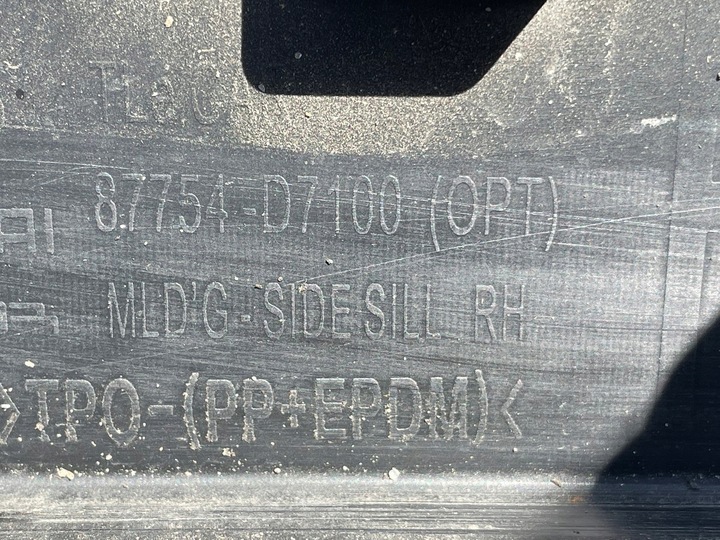 87754-D7100 (OPT)
MLD'G - SIDE SILL RH
>TPO-(PP+EPDM)<